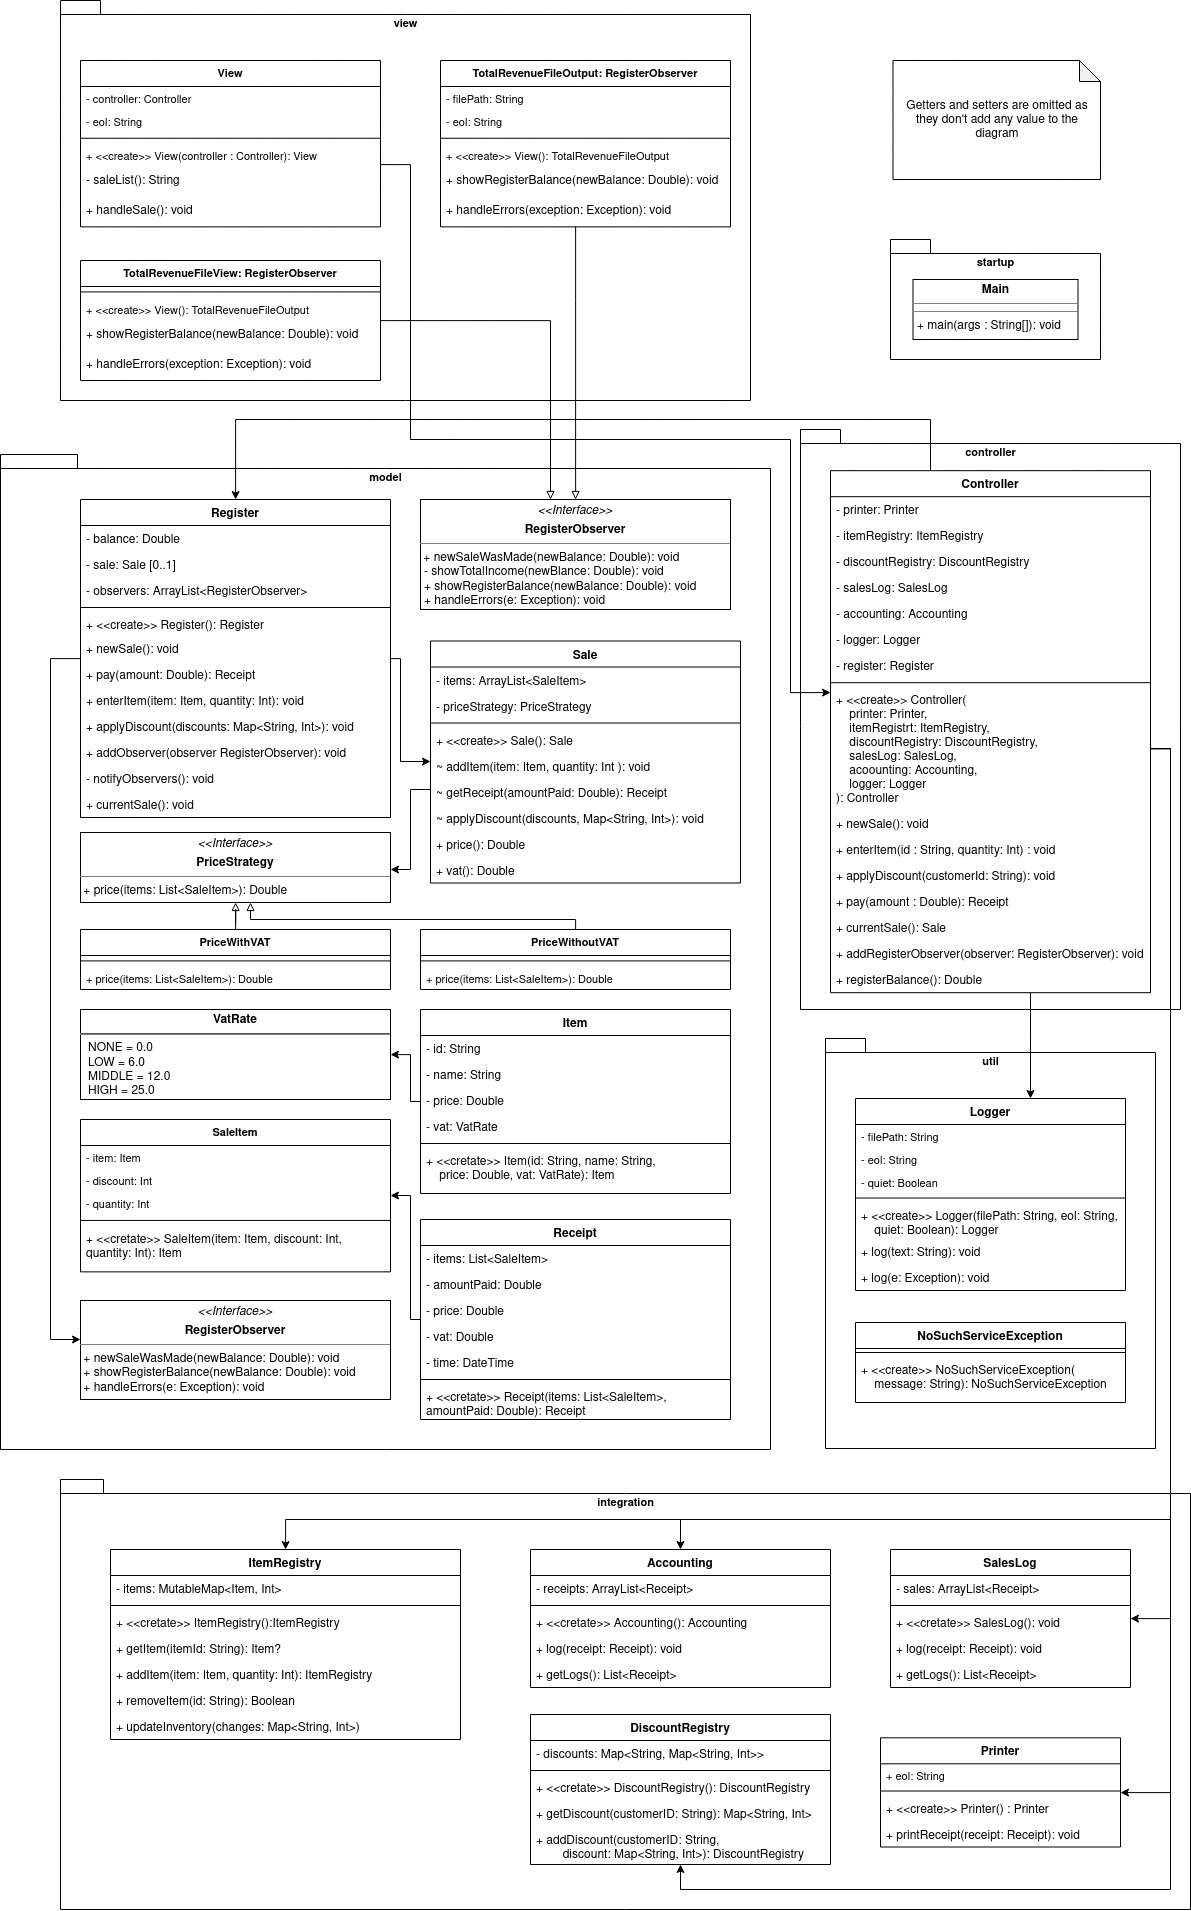 view
View
- controller: Controller
- eol: String
+ <<create>> View(controller : Controller): View
- saleList(): String
+ handleSale(): void
TotalRevenueFileOutput: RegisterObserver
- filePath: String
- eol: String
+ <<create>> View(): TotalRevenueFileOutput
+ showRegisterBalance(newBalance: Double): void
+ handleErrors(exception: Exception): void
TotalRevenueFileView: RegisterObserver
+ <<create>> View(): TotalRevenueFileOutput
+ showRegisterBalance(newBalance: Double): void
+ handleErrors(exception: Exception): void
Getters and setters are omitted as
they don't add any value to the
diagram
startup
Main
+ main(args : String[]): void
model
Register
- balance: Double
- sale: Sale [0..1]
- observers: ArrayList<RegisterObserver>
+ <<create>> Register(): Register
+ newSale(): void
+ pay(amount: Double): Receipt
+ enterItem(item: Item, quantity: Int): void
+ applyDiscount(discounts: Map<String, Int>): void
+ addObserver(observer RegisterObserver): void
- notifyObservers(): void
+ currentSale(): void
<<Interface>>
RegisterObserver
+ newSaleWasMade(newBalance: Double): void
- showTotalIncome(newBlance: Double): void
+ showRegisterBalance(newBalance: Double): void
+ handleErrors(e: Exception): void
Sale
- items: ArrayList<SaleItem>
- priceStrategy: PriceStrategy
+ <<create>> Sale(): Sale
~ addItem(item: Item, quantity: Int ): void
~ getReceipt(amountPaid: Double): Receipt
~ applyDiscount(discounts, Map<String, Int>): void
+ price(): Double
+ vat(): Double
<<Interface>>
PriceStrategy
+ price(items: List<SaleItem>): Double
PriceWithVAT
+ price(items: List<SaleItem>): Double
PriceWithoutVAT
+ price(items: List<SaleItem>): Double
VatRate
NONE = 0.0
LOW = 6.0
MIDDLE = 12.0
HIGH = 25.0
Item
- id: String
- name: String
- price: Double
- vat: VatRate
+ <<cretate>> Item(id: String, name: String,
price: Double, vat: VatRate): Item
SaleItem
- item: Item
- discount: Int
- quantity: Int
+ <<cretate>> SaleItem(item: Item, discount: Int,
quantity: Int): Item
Receipt
- items: List<SaleItem>
- amountPaid: Double
- price: Double
- vat: Double
- time: DateTime
+ <<cretate>> Receipt(items: List<SaleItem>,
amountPaid: Double): Receipt
<<Interface>>
RegisterObserver
+ newSaleWasMade(newBalance: Double): void
+ showRegisterBalance(newBalance: Double): void
+ handleErrors(e: Exception): void
controller
Controller
- printer: Printer
- itemRegistry: ItemRegistry
- discountRegistry: DiscountRegistry
- salesLog: SalesLog
- accounting: Accounting
- logger: Logger
- register: Register
+ <<create>> Controller(
printer: Printer,
itemRegistrt: ItemRegistry,
discountRegistry: DiscountRegistry,
salesLog: SalesLog,
acoounting: Accounting,
logger: Logger
): Controller
+ newSale(): void
+ enterItem(id : String, quantity: Int) : void
+ applyDiscount(customerId: String): void
+ pay(amount : Double): Receipt
+ currentSale(): Sale
+ addRegisterObserver(observer: RegisterObserver): void
+ registerBalance(): Double
util
Logger
- filePath: String
- eol: String
- quiet: Boolean
+ <<create>> Logger(filePath: String, eol: String,
quiet: Boolean): Logger
+ log(text: String): void
+ log(e: Exception): void
NoSuchServiceException
+ <<create>> NoSuchServiceException(
message: String): NoSuchServiceException
integration
ItemRegistry
- items: MutableMap<Item, Int>
+ <<cretate>> ItemRegistry():ItemRegistry
+ getItem(itemId: String): Item?
+ addItem(item: Item, quantity: Int): ItemRegistry
+ removeItem(id: String): Boolean
+ updateInventory(changes: Map<String, Int>)
Accounting
- receipts: ArrayList<Receipt>
+ <<cretate>> Accounting(): Accounting
+ log(receipt: Receipt): void
+ getLogs(): List<Receipt>
SalesLog
- sales: ArrayList<Receipt>
+ <<cretate>> SalesLog(): void
+ log(receipt: Receipt): void
+ getLogs(): List<Receipt>
DiscountRegistry
- discounts: Map<String, Map<String, Int>>
+ <<cretate>> DiscountRegistry(): DiscountRegistry
+ getDiscount(customerID: String): Map<String, Int>
+ addDiscount(customerID: String,
discount: Map<String, Int>): DiscountRegistry
Printer
+ eol: String
+ <<create>> Printer() : Printer
+ printReceipt(receipt: Receipt): void